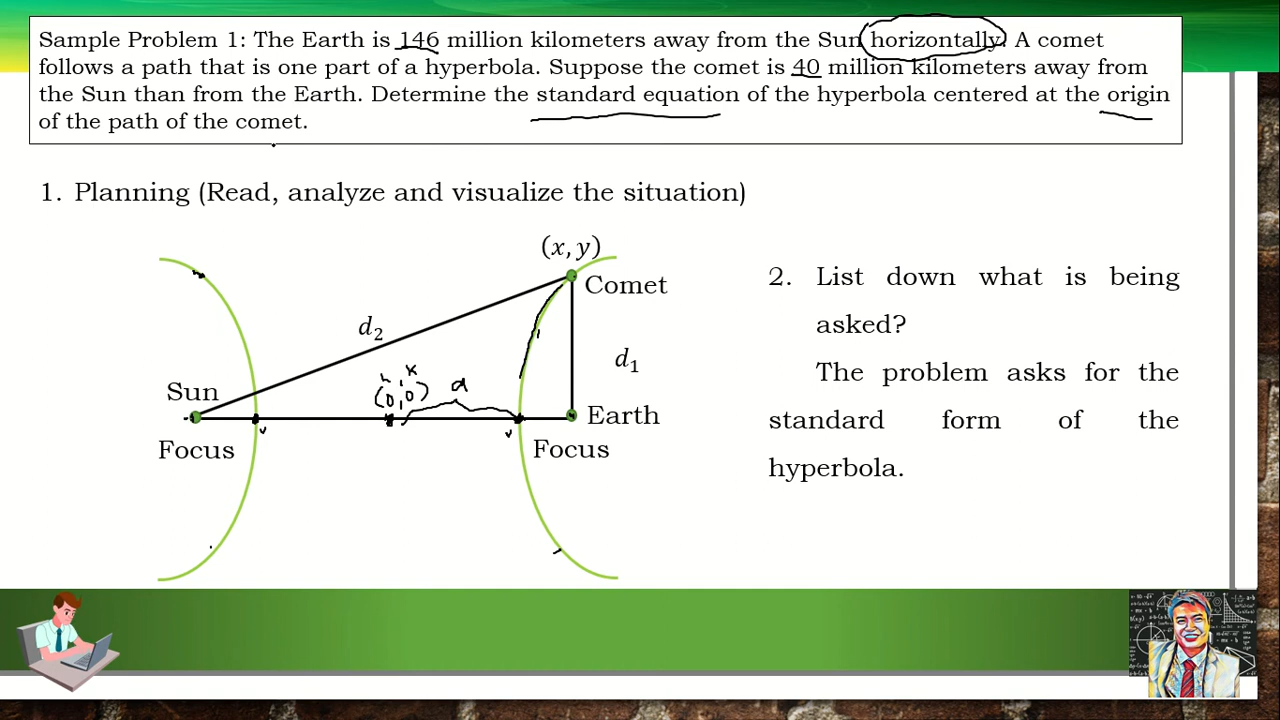 Sample Problem 1: The Earth is 146 million kilometers away from the Sun horizontally. A comet
follows a path that is one part of a hyperbola. Suppose the comet is 40 million kilometers away from
the Sun than from the Earth. Determine the standard equation of the hyperbola centered at the origin
of the path of the comet.
1. Planning (Read, analyze and visualize the situation)
(x, y)
Comet
d₂
d₁
h, k
(0,0)
a
Sun
Earth
v
v
Focus
Focus
2. List down what is being
asked?
The problem asks for the
standard form of the
hyperbola.